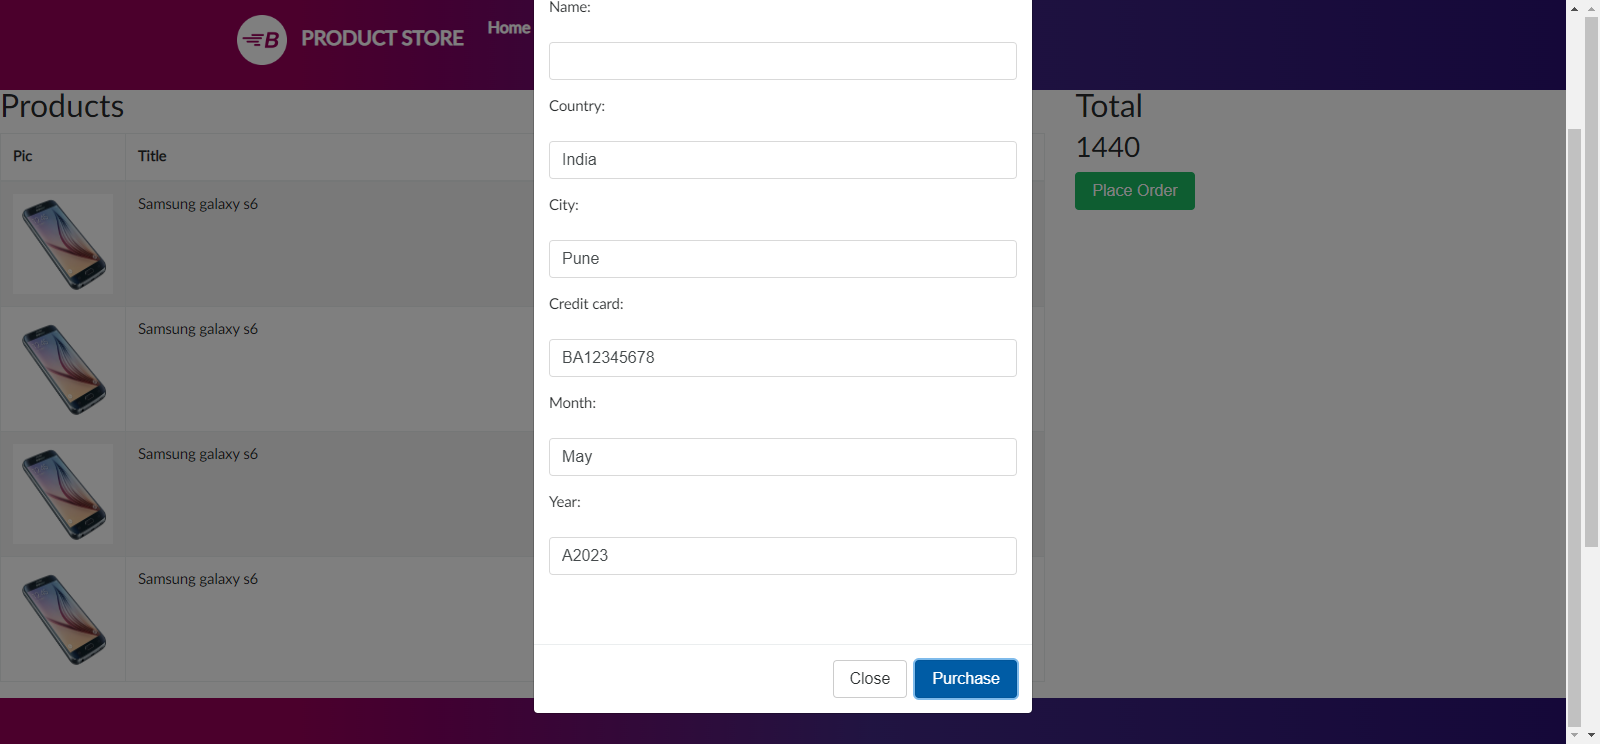 B PRODUCT STORE Home
Products
Pic Title
Samsung galaxy s6
Samsung galaxy s6
Samsung galaxy s6
Samsung galaxy s6
Name:
Country:
India
City:
Pune
Credit card:
BA12345678
Month:
May
Year:
A2023
Close Purchase
Total
1440
Place Order